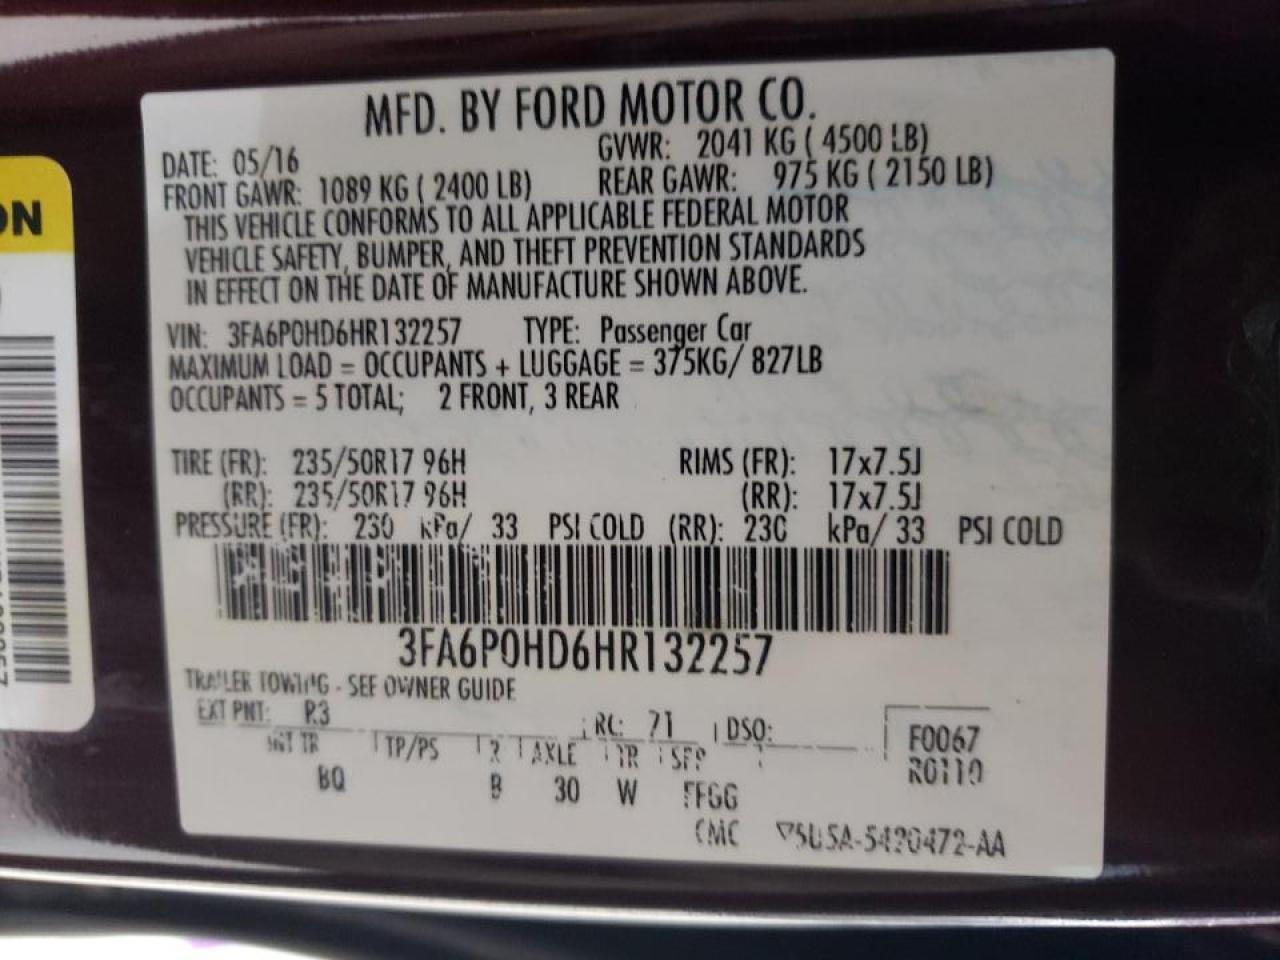 MFD. BY FORD MOTOR CO.
DATE: 05/16 GVWR: 2041 KG ( 4500 LB)
FRONT GAWR: 1089 KG ( 2400 LB) REAR GAWR: 975 KG ( 2150 LB)
THIS VEHICLE CONFORMS TO ALL APPLICABLE FEDERAL MOTOR
VEHICLE SAFETY, BUMPER, AND THEFT PREVENTION STANDARDS
IN EFFECT ON THE DATE OF MANUFACTURE SHOWN ABOVE.
VIN: 3FA6P0HD6HR132257 TYPE: Passenger Car
MAXIMUM LOAD = OCCUPANTS + LUGGAGE = 375KG/ 827LB
OCCUPANTS = 5 TOTAL; 2 FRONT, 3 REAR
TIRE (FR): 235/50R17 96H RIMS (FR): 17x7.5J
(RR): 235/50R17 96H (RR): 17x7.5J
PRESSURE (FR): 230 kPa/ 33 PSI COLD (RR): 230 kPa/ 33 PSI COLD
3FA6P0HD6HR132257
TRAILER TOWING - SEE OWNER GUIDE
EXT PNT: R3 RC: 71 DSO: F0067
TP/PS R AXLE TR SPR R0110
BQ B 30 W FFGG
ON